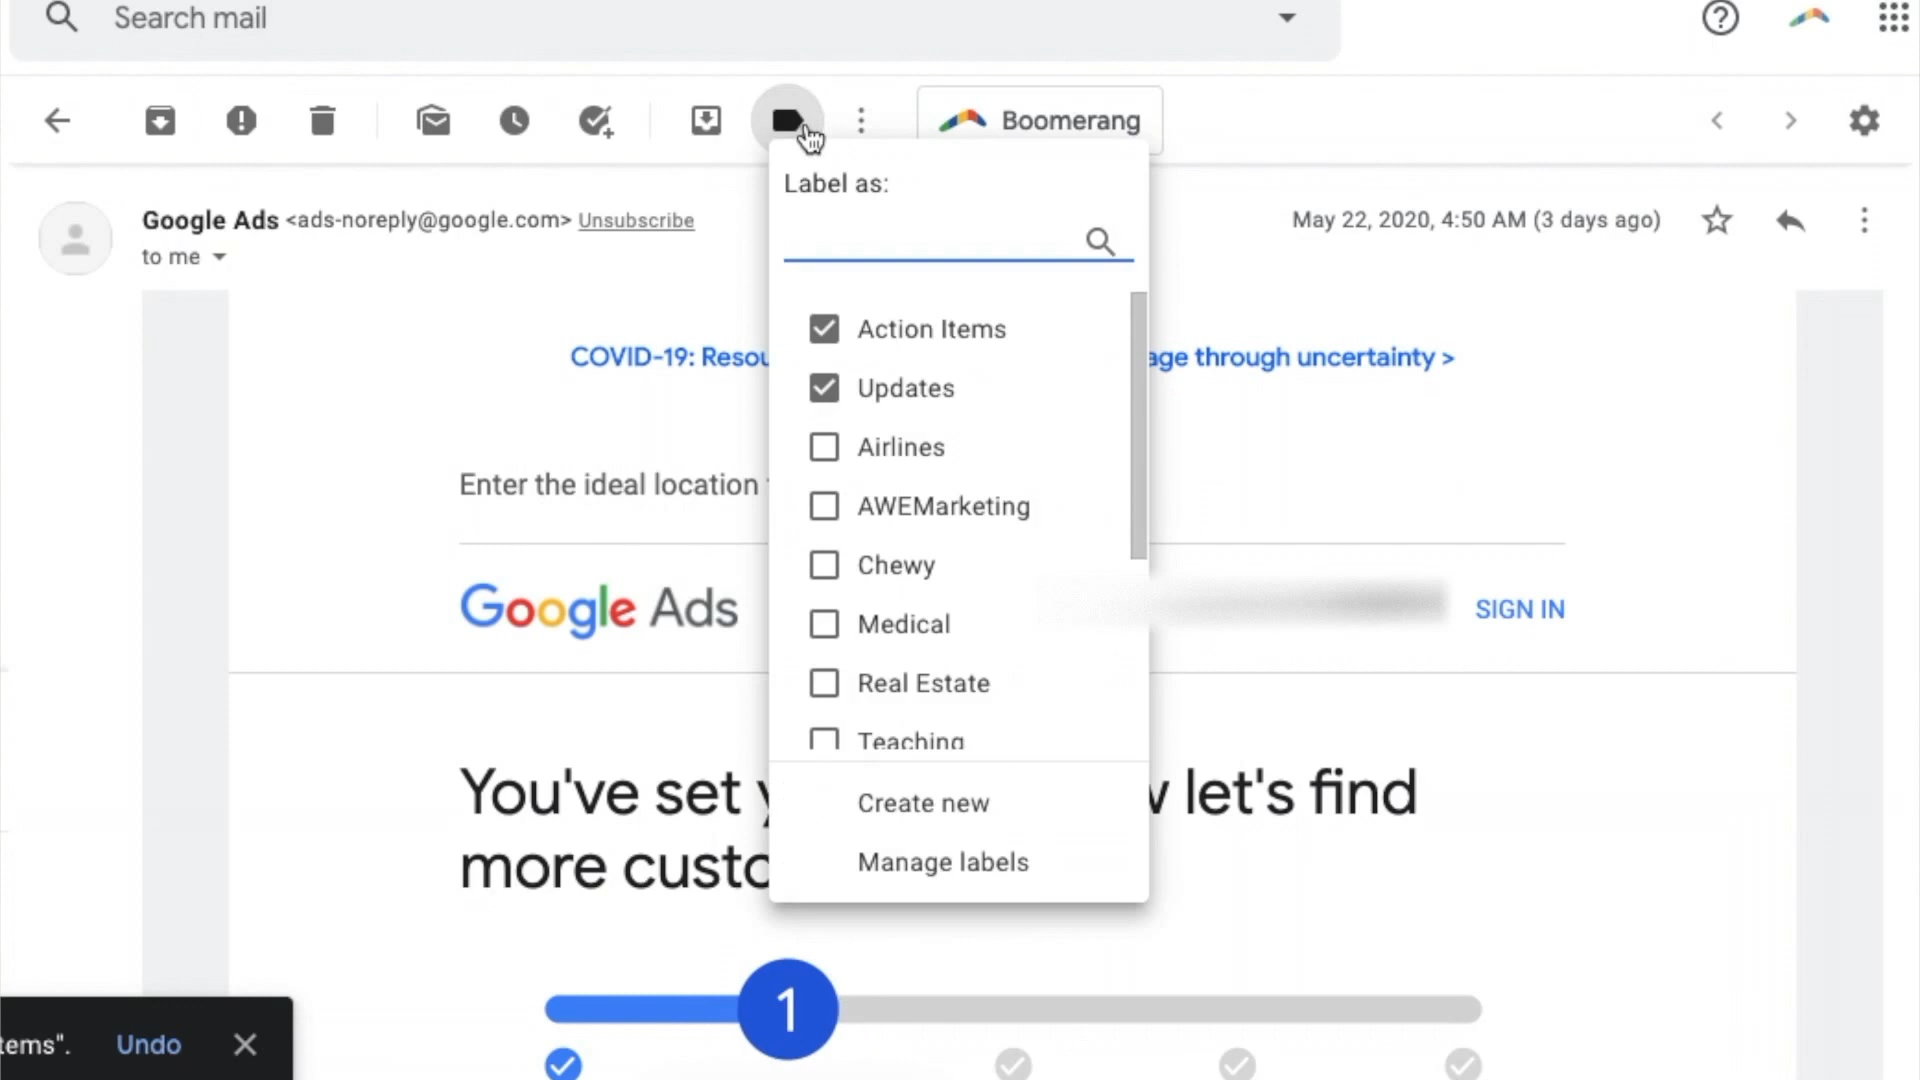 Search mail
Boomerang
Label as:
Google Ads <ads-noreply@google.com> Unsubscribe
May 22, 2020, 4:50 AM (3 days ago)
to me
Action Items
COVID-19: Resou
age through uncertainty >
Updates
Airlines
Enter the ideal location
AWEMarketing
Chewy
Google Ads
SIGN IN
Medical
Real Estate
Teaching
You've set y
w let's find
Create new
more custo
Manage labels
1
tems".
Undo